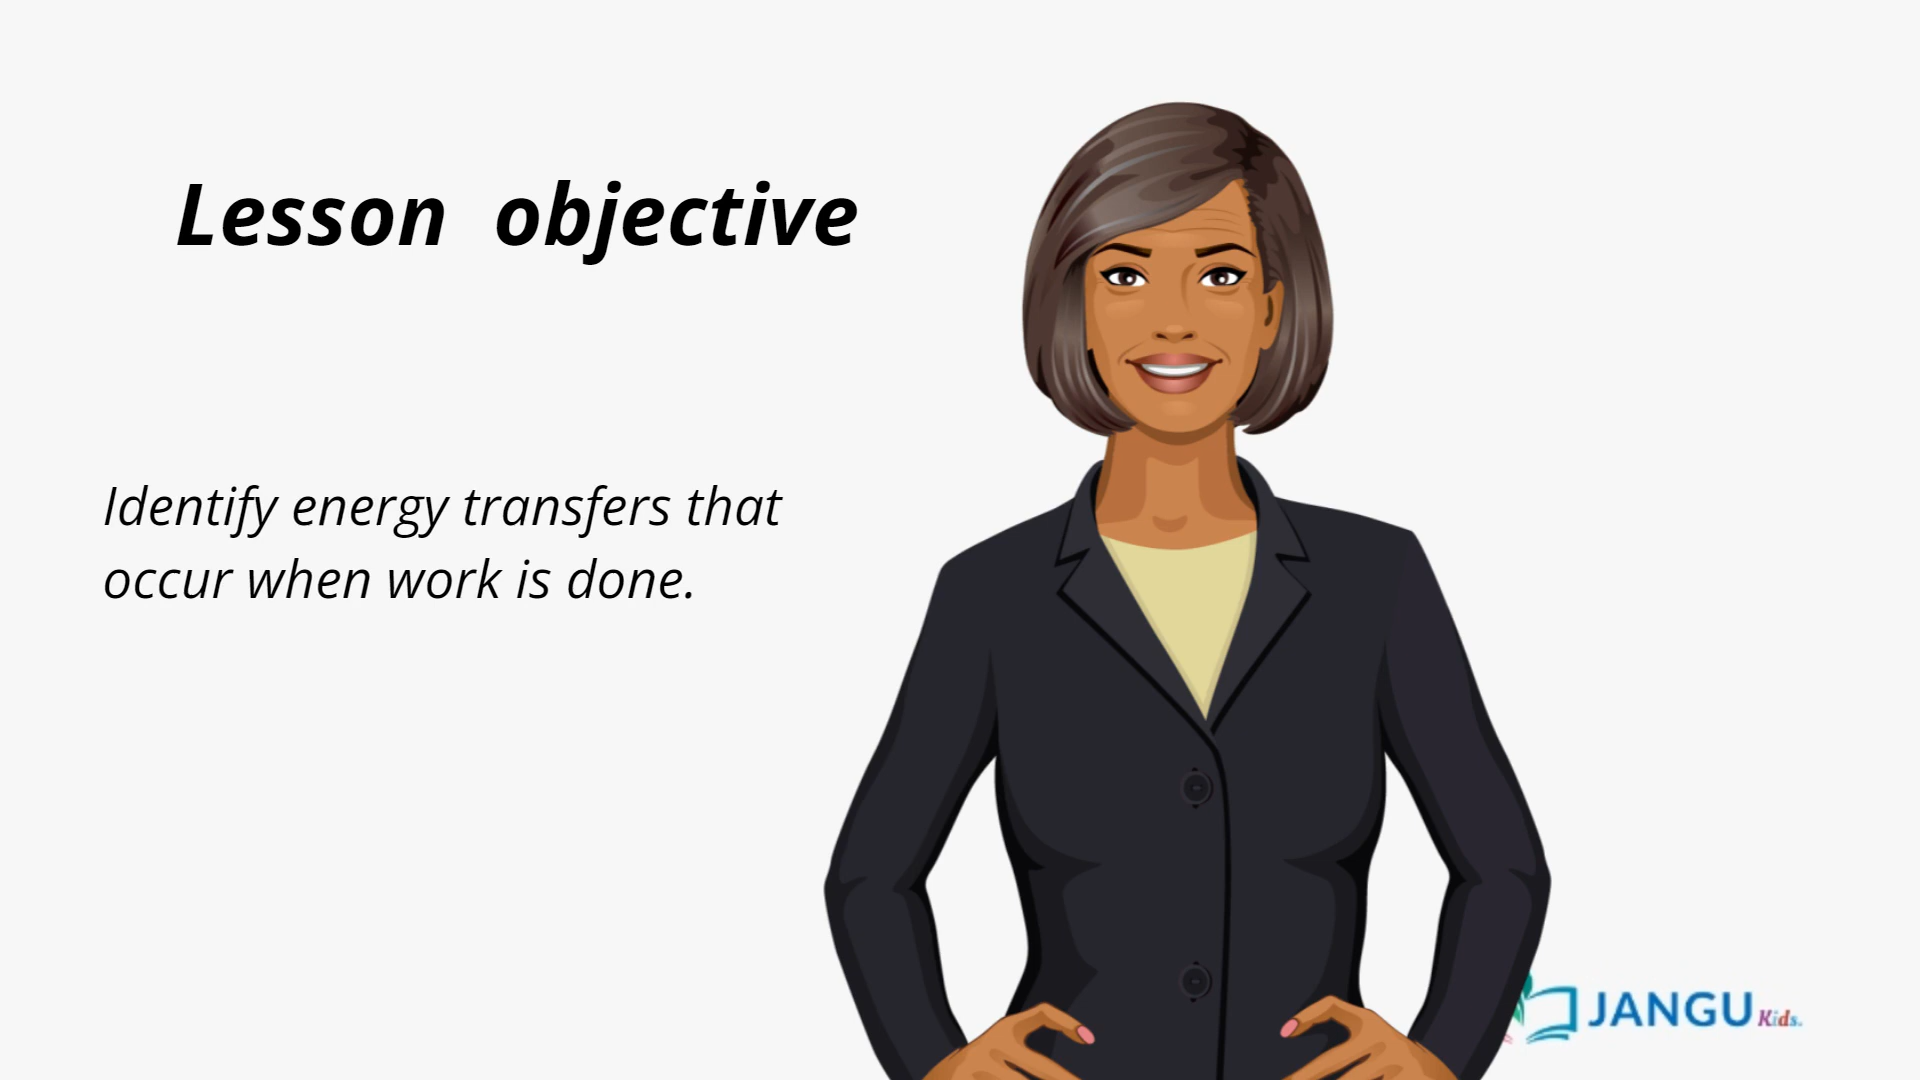 Lesson objective
Identify energy transfers that
occur when work is done.
JANGU Kids.